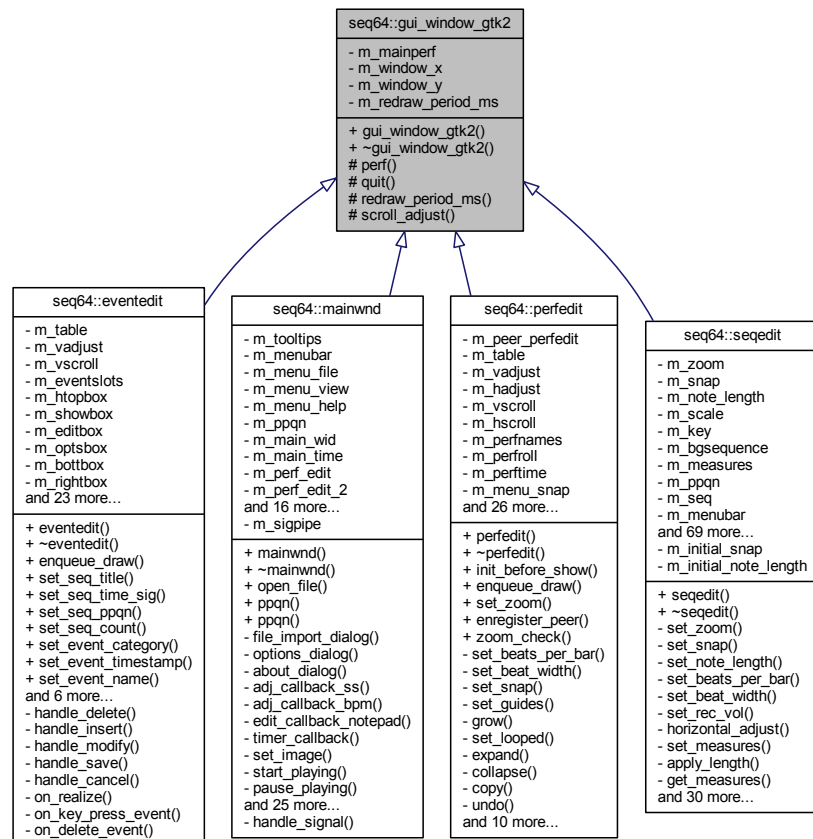 seq64::gui_window_gtk2
- m_mainperf
- m_window_x
- m_window_y
- m_redraw_period_ms
+ gui_window_gtk2()
+ ~gui_window_gtk2()
# perf()
# quit()
# redraw_period_ms()
# scroll_adjust()
seq64::eventedit
- m_table
- m_vadjust
- m_vscroll
- m_eventslots
- m_htopbox
- m_showbox
- m_editbox
- m_optsbox
- m_bottbox
- m_rightbox
and 23 more...
+ eventedit()
+ ~eventedit()
+ enqueue_draw()
+ set_seq_title()
+ set_seq_time_sig()
+ set_seq_ppqn()
+ set_seq_count()
+ set_event_category()
+ set_event_timestamp()
+ set_event_name()
and 6 more...
- handle_delete()
- handle_insert()
- handle_modify()
- handle_save()
- handle_cancel()
- on_realize()
- on_key_press_event()
- on_delete_event()
seq64::mainwnd
- m_tooltips
- m_menubar
- m_menu_file
- m_menu_view
- m_menu_help
- m_ppqn
- m_main_wid
- m_main_time
- m_perf_edit
- m_perf_edit_2
and 16 more...
- m_sigpipe
+ mainwnd()
+ ~mainwnd()
+ open_file()
+ ppqn()
+ ppqn()
- file_import_dialog()
- options_dialog()
- about_dialog()
- adj_callback_ss()
- adj_callback_bpm()
- edit_callback_notepad()
- timer_callback()
- set_image()
- start_playing()
- pause_playing()
and 25 more...
- handle_signal()
seq64::perfedit
- m_peer_perfedit
- m_table
- m_vadjust
- m_hadjust
- m_vscroll
- m_hscroll
- m_perfnames
- m_perfroll
- m_perftime
- m_menu_snap
and 26 more...
+ perfedit()
+ ~perfedit()
+ init_before_show()
+ enqueue_draw()
+ set_zoom()
+ enregister_peer()
+ zoom_check()
- set_beats_per_bar()
- set_beat_width()
- set_snap()
- set_guides()
- grow()
- set_looped()
- expand()
- collapse()
- copy()
- undo()
and 10 more...
seq64::seqedit
- m_zoom
- m_snap
- m_note_length
- m_scale
- m_key
- m_bgsequence
- m_measures
- m_ppqn
- m_seq
- m_menubar
and 69 more...
- m_initial_snap
- m_initial_note_length
+ seqedit()
+ ~seqedit()
- set_zoom()
- set_snap()
- set_note_length()
- set_beats_per_bar()
- set_beat_width()
- set_rec_vol()
- horizontal_adjust()
- set_measures()
- apply_length()
- get_measures()
and 30 more...